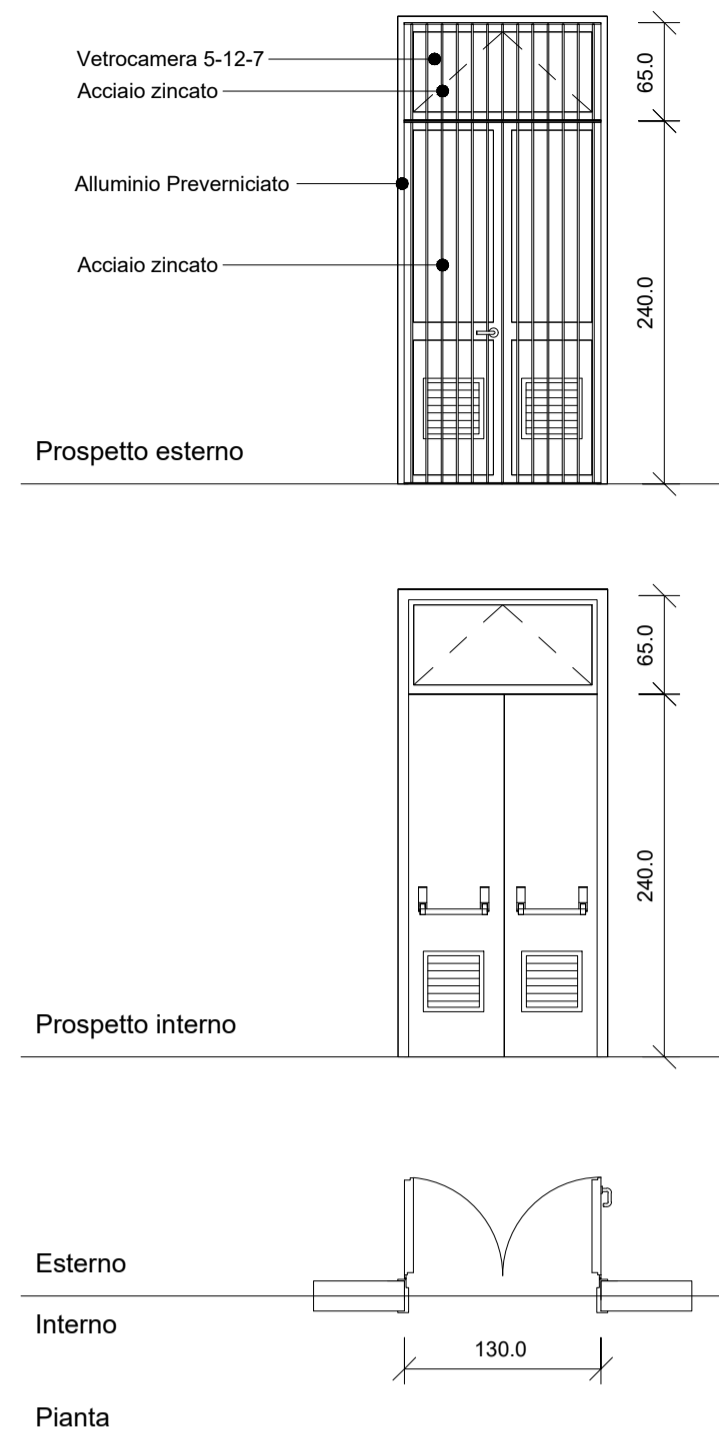 Vetrocamera 5-12-7
Acciaio zincato
65.0
Alluminio Preverniciato
Acciaio zincato
240.0
Prospetto esterno
65.0
240.0
Prospetto interno
Esterno
Interno
130.0
Pianta